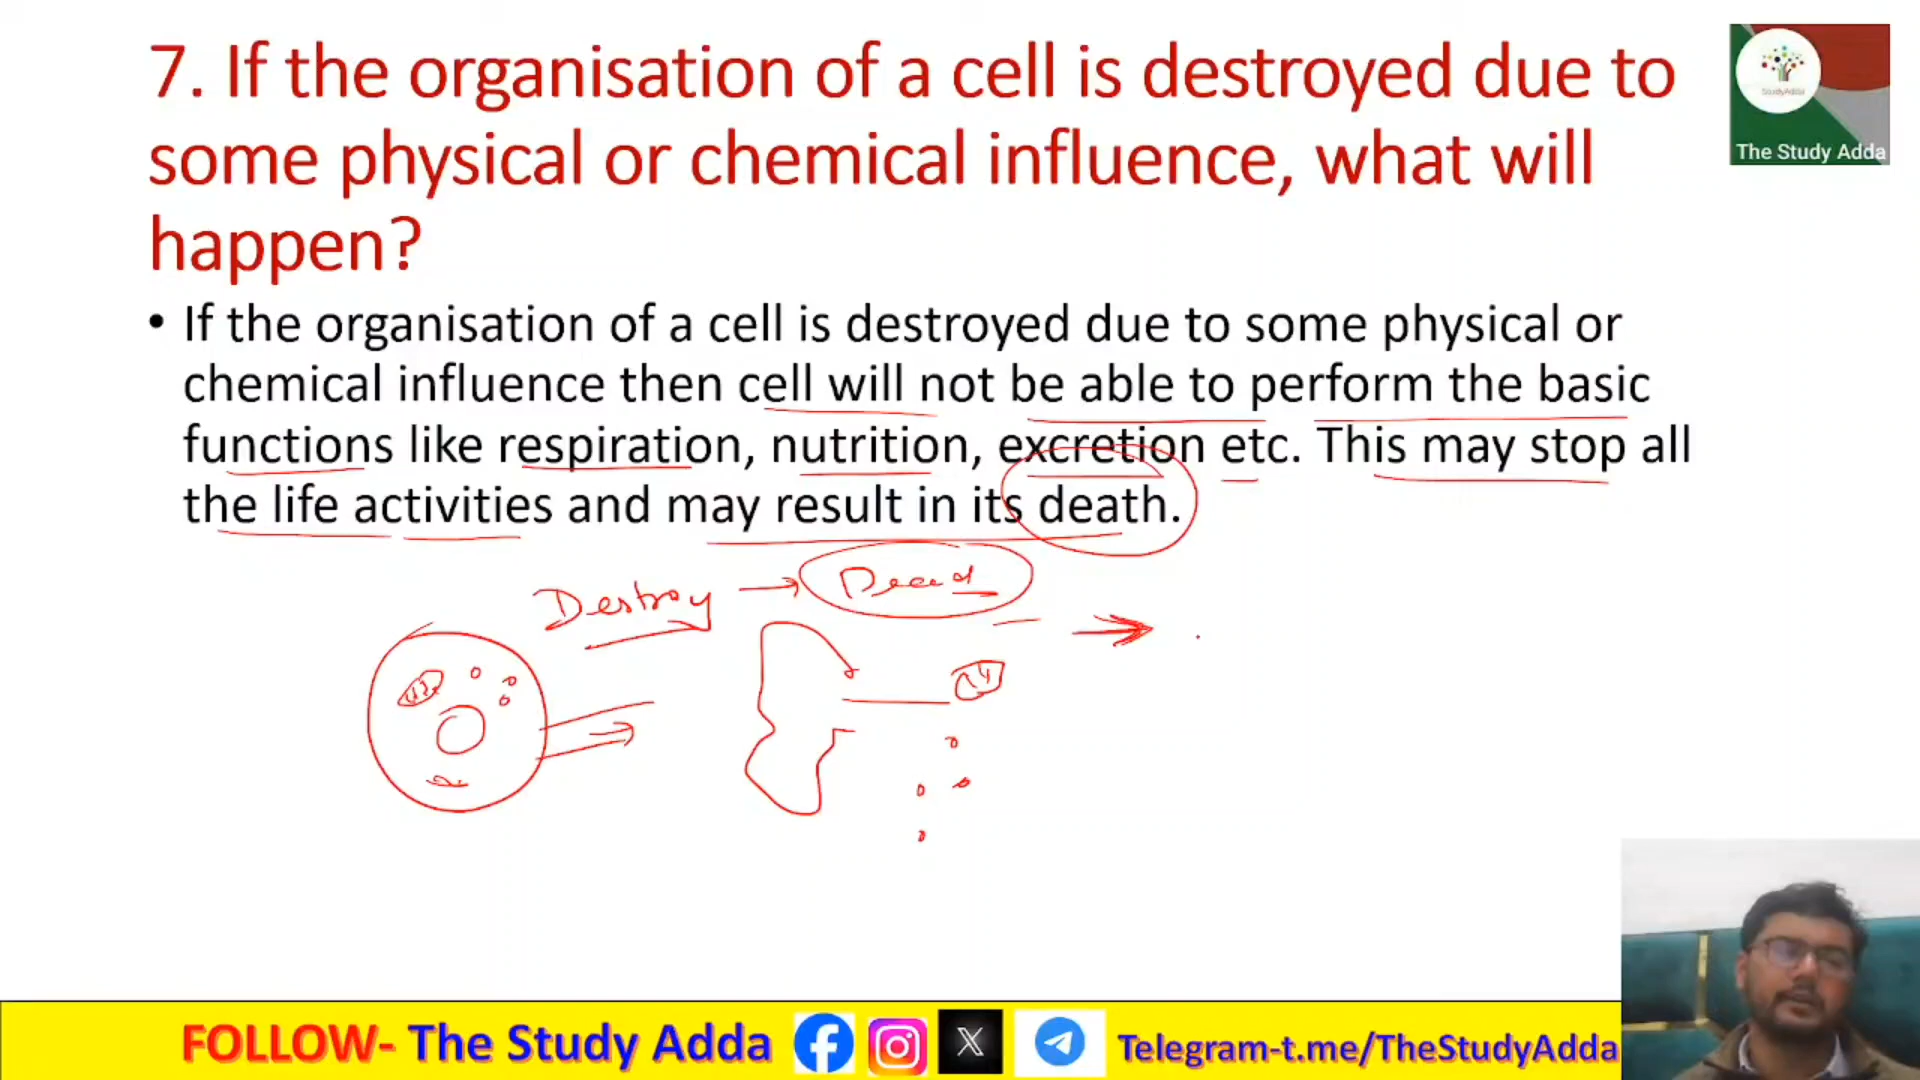 7. If the organisation of a cell is destroyed due to
some physical or chemical influence, what will
happen?
StudyAdda
The Study Adda
• If the organisation of a cell is destroyed due to some physical or
chemical influence then cell will not be able to perform the basic
functions like respiration, nutrition, excretion etc. This may stop all
the life activities and may result in its death.
Destroy → Dead
FOLLOW- The Study Adda
Telegram-t.me/TheStudyAdda